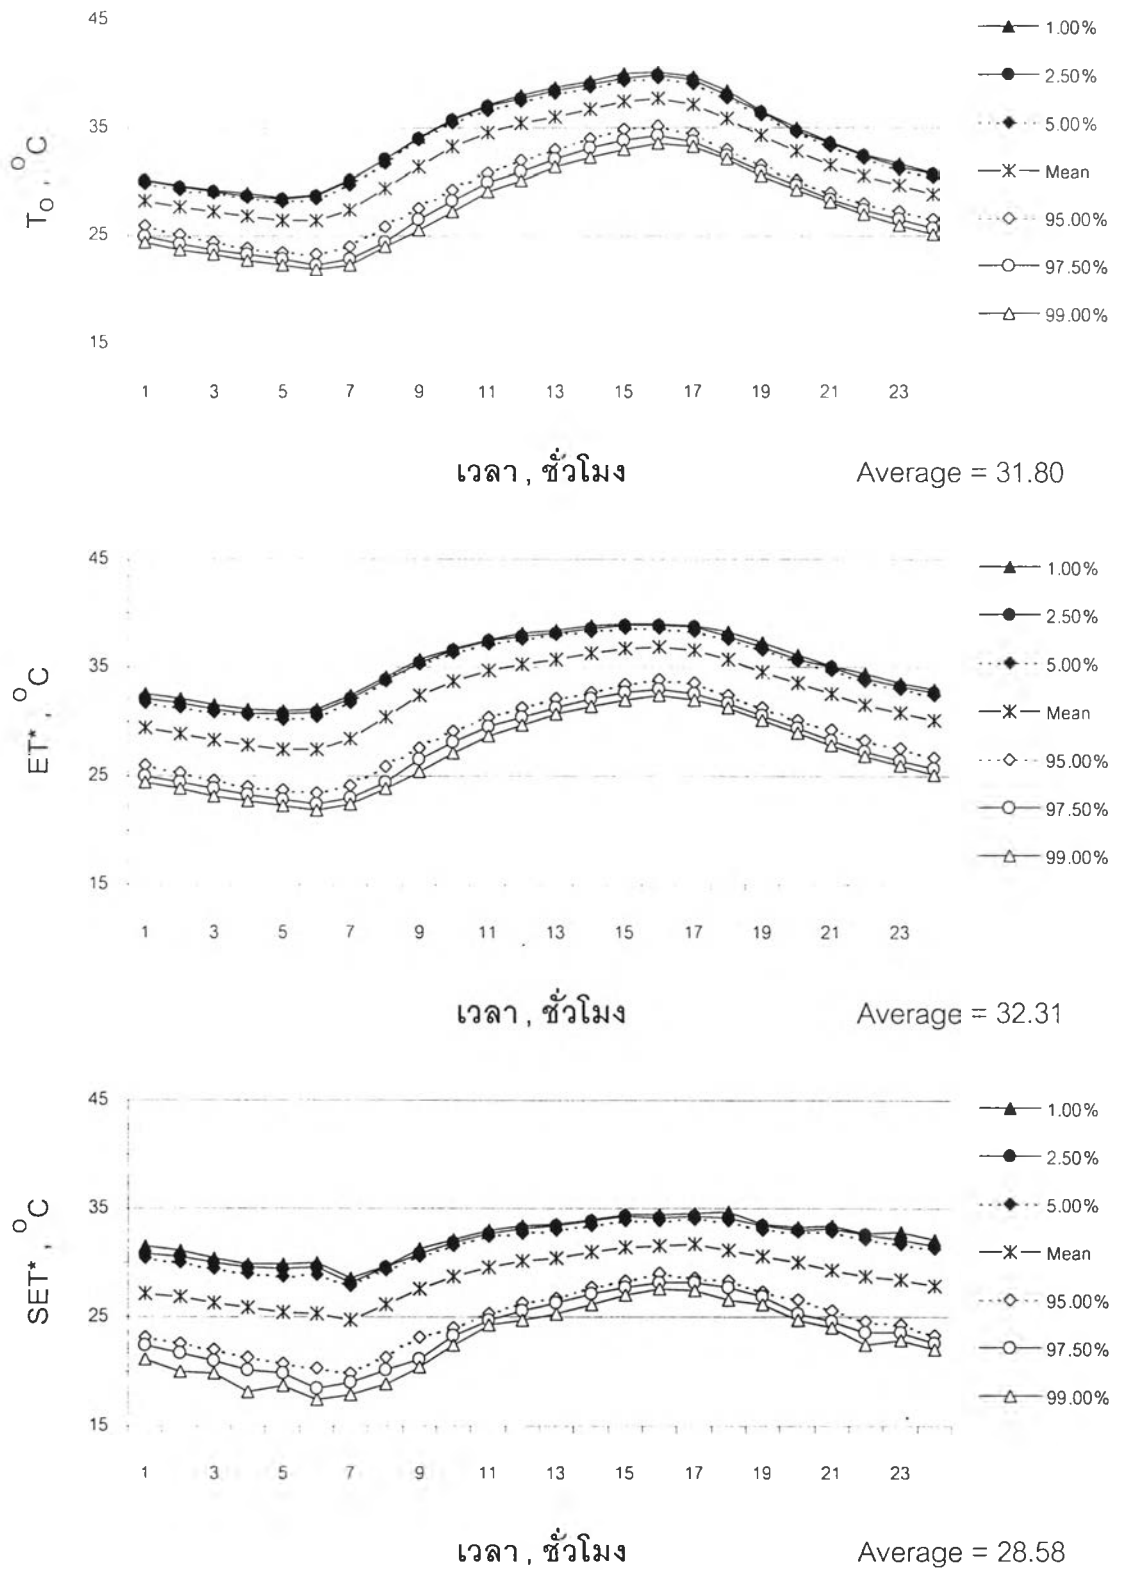 45
35
25
15
T₀ , °C
1 3 5 7 9 11 13 15 17 19 21 23
1.00%
2.50%
5.00%
Mean
95.00%
97.50%
99.00%
เวลา , ชั่วโมง
Average = 31.80
45
35
25
15
ET* , °C
1 3 5 7 9 11 13 15 17 19 21 23
1.00%
2.50%
5.00%
Mean
95.00%
97.50%
99.00%
เวลา , ชั่วโมง
Average = 32.31
45
35
25
15
SET* , °C
1 3 5 7 9 11 13 15 17 19 21 23
1.00%
2.50%
5.00%
Mean
95.00%
97.50%
99.00%
เวลา , ชั่วโมง
Average = 28.58